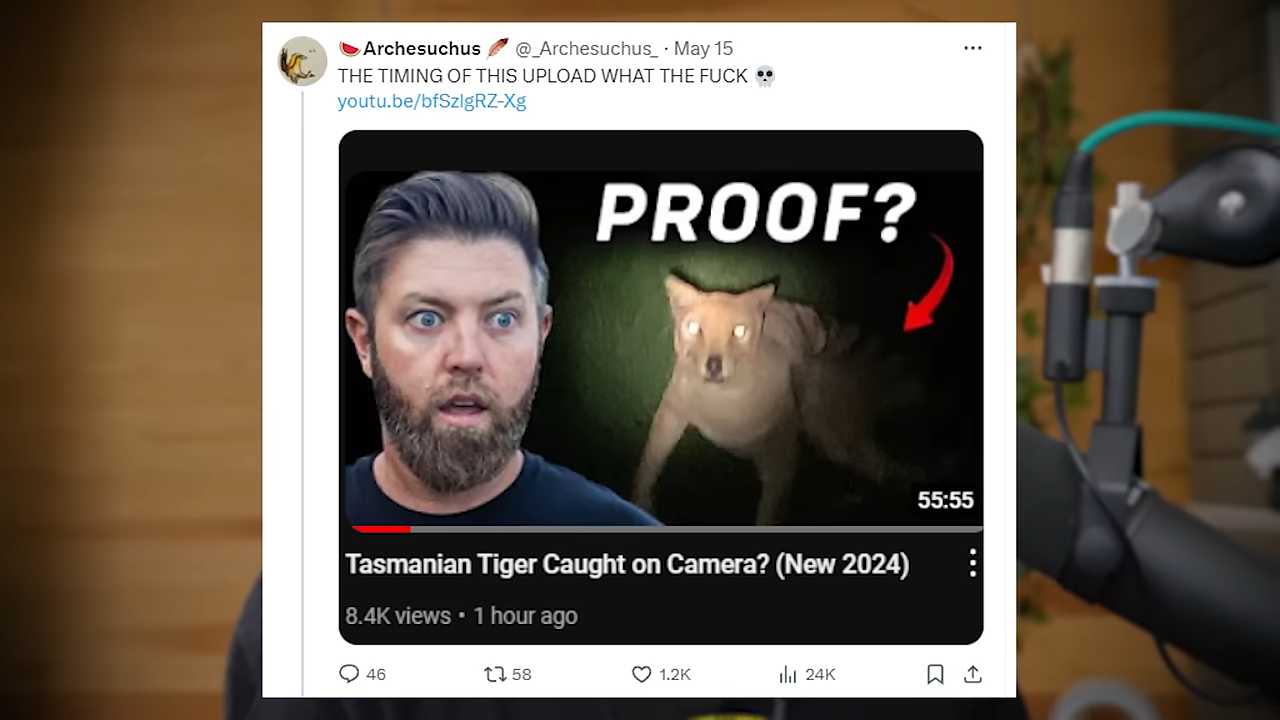 🍉Archesuchus 🪶 @_Archesuchus_ · May 15
THE TIMING OF THIS UPLOAD WHAT THE FUCK 💀
youtu.be/bfSzlgRZ-Xg
PROOF?
55:55
Tasmanian Tiger Caught on Camera? (New 2024)
8.4K views • 1 hour ago
46 58 1.2K 24K